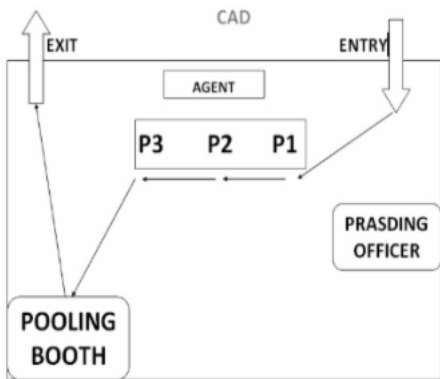 CAD
EXIT
ENTRY
AGENT
P3 P2 P1
PRASDING
OFFICER
POOLING
BOOTH